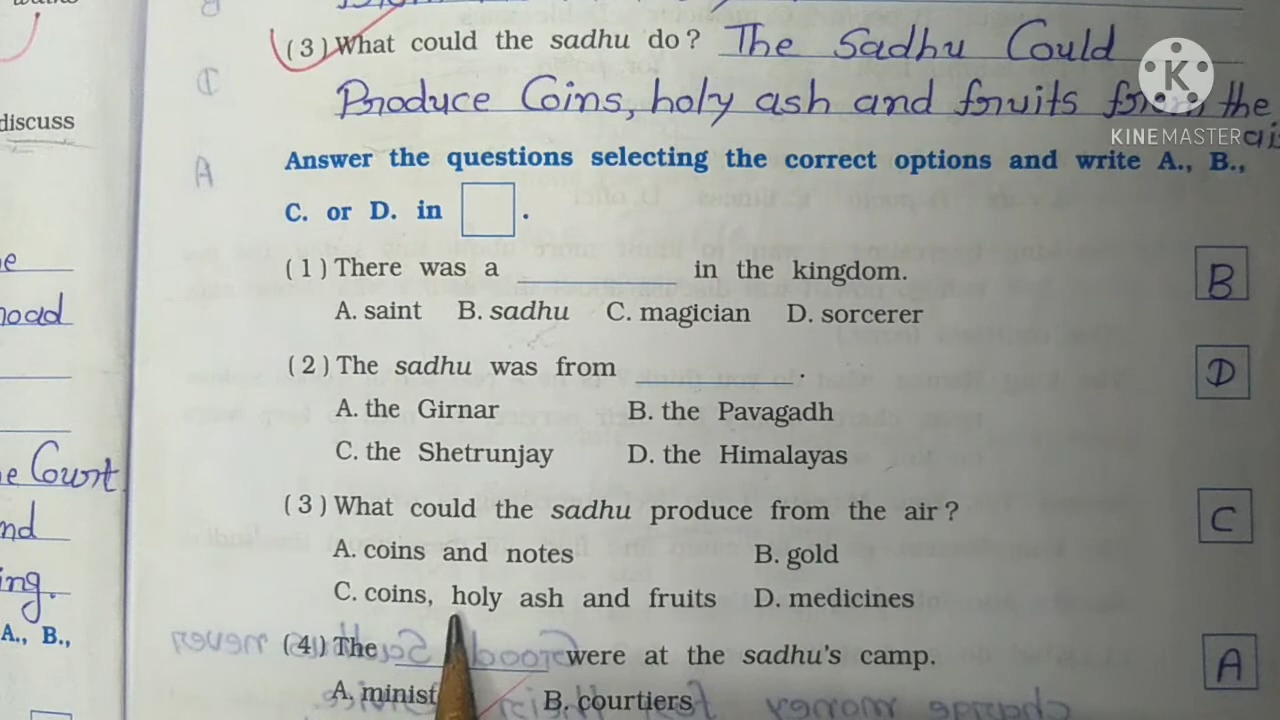 (3) What could the sadhu do? The Sadhu Could
Produce Coins, holy ash and fruits from the
K
KINEMASTER
discuss
Answer the questions selecting the correct options and write A., B.,
C. or D. in .
(1) There was a in the kingdom.
B
A. saint B. sadhu C. magician D. sorcerer
(2) The sadhu was from .
D
A. the Girnar B. the Pavagadh
C. the Shetrunjay D. the Himalayas
Court
(3) What could the sadhu produce from the air?
C
A. coins and notes B. gold
C. coins, holy ash and fruits D. medicines
A., B.,
(4) The were at the sadhu's camp.
A
A. B. courtiers